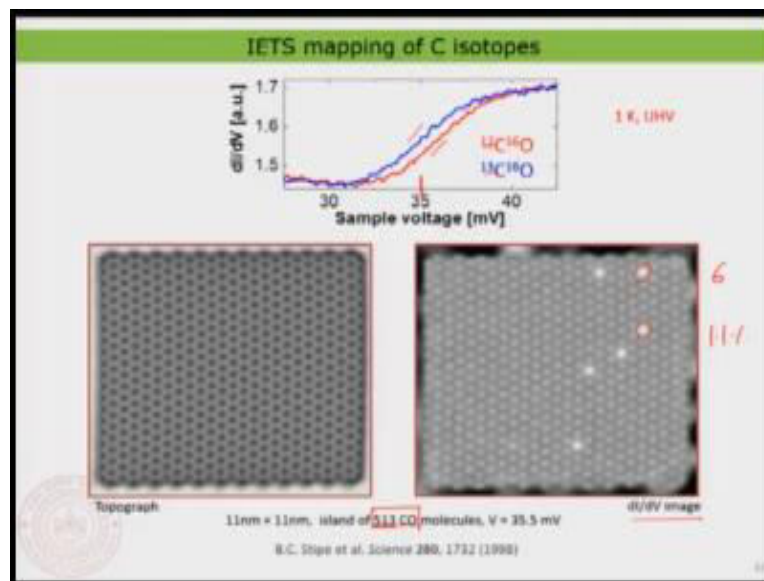 IETS mapping of C isotopes
dI/dV [a.u.]
1.7
1.6
1.5
30
35
40
Sample voltage [mV]
1 K, UHV
6
1.1%
Topograph
dI/dV image
11nm × 11nm, island of 513 CO molecules, V = 35.5 mV
B.C. Stipe et al. Science 280, 1732 (1998)